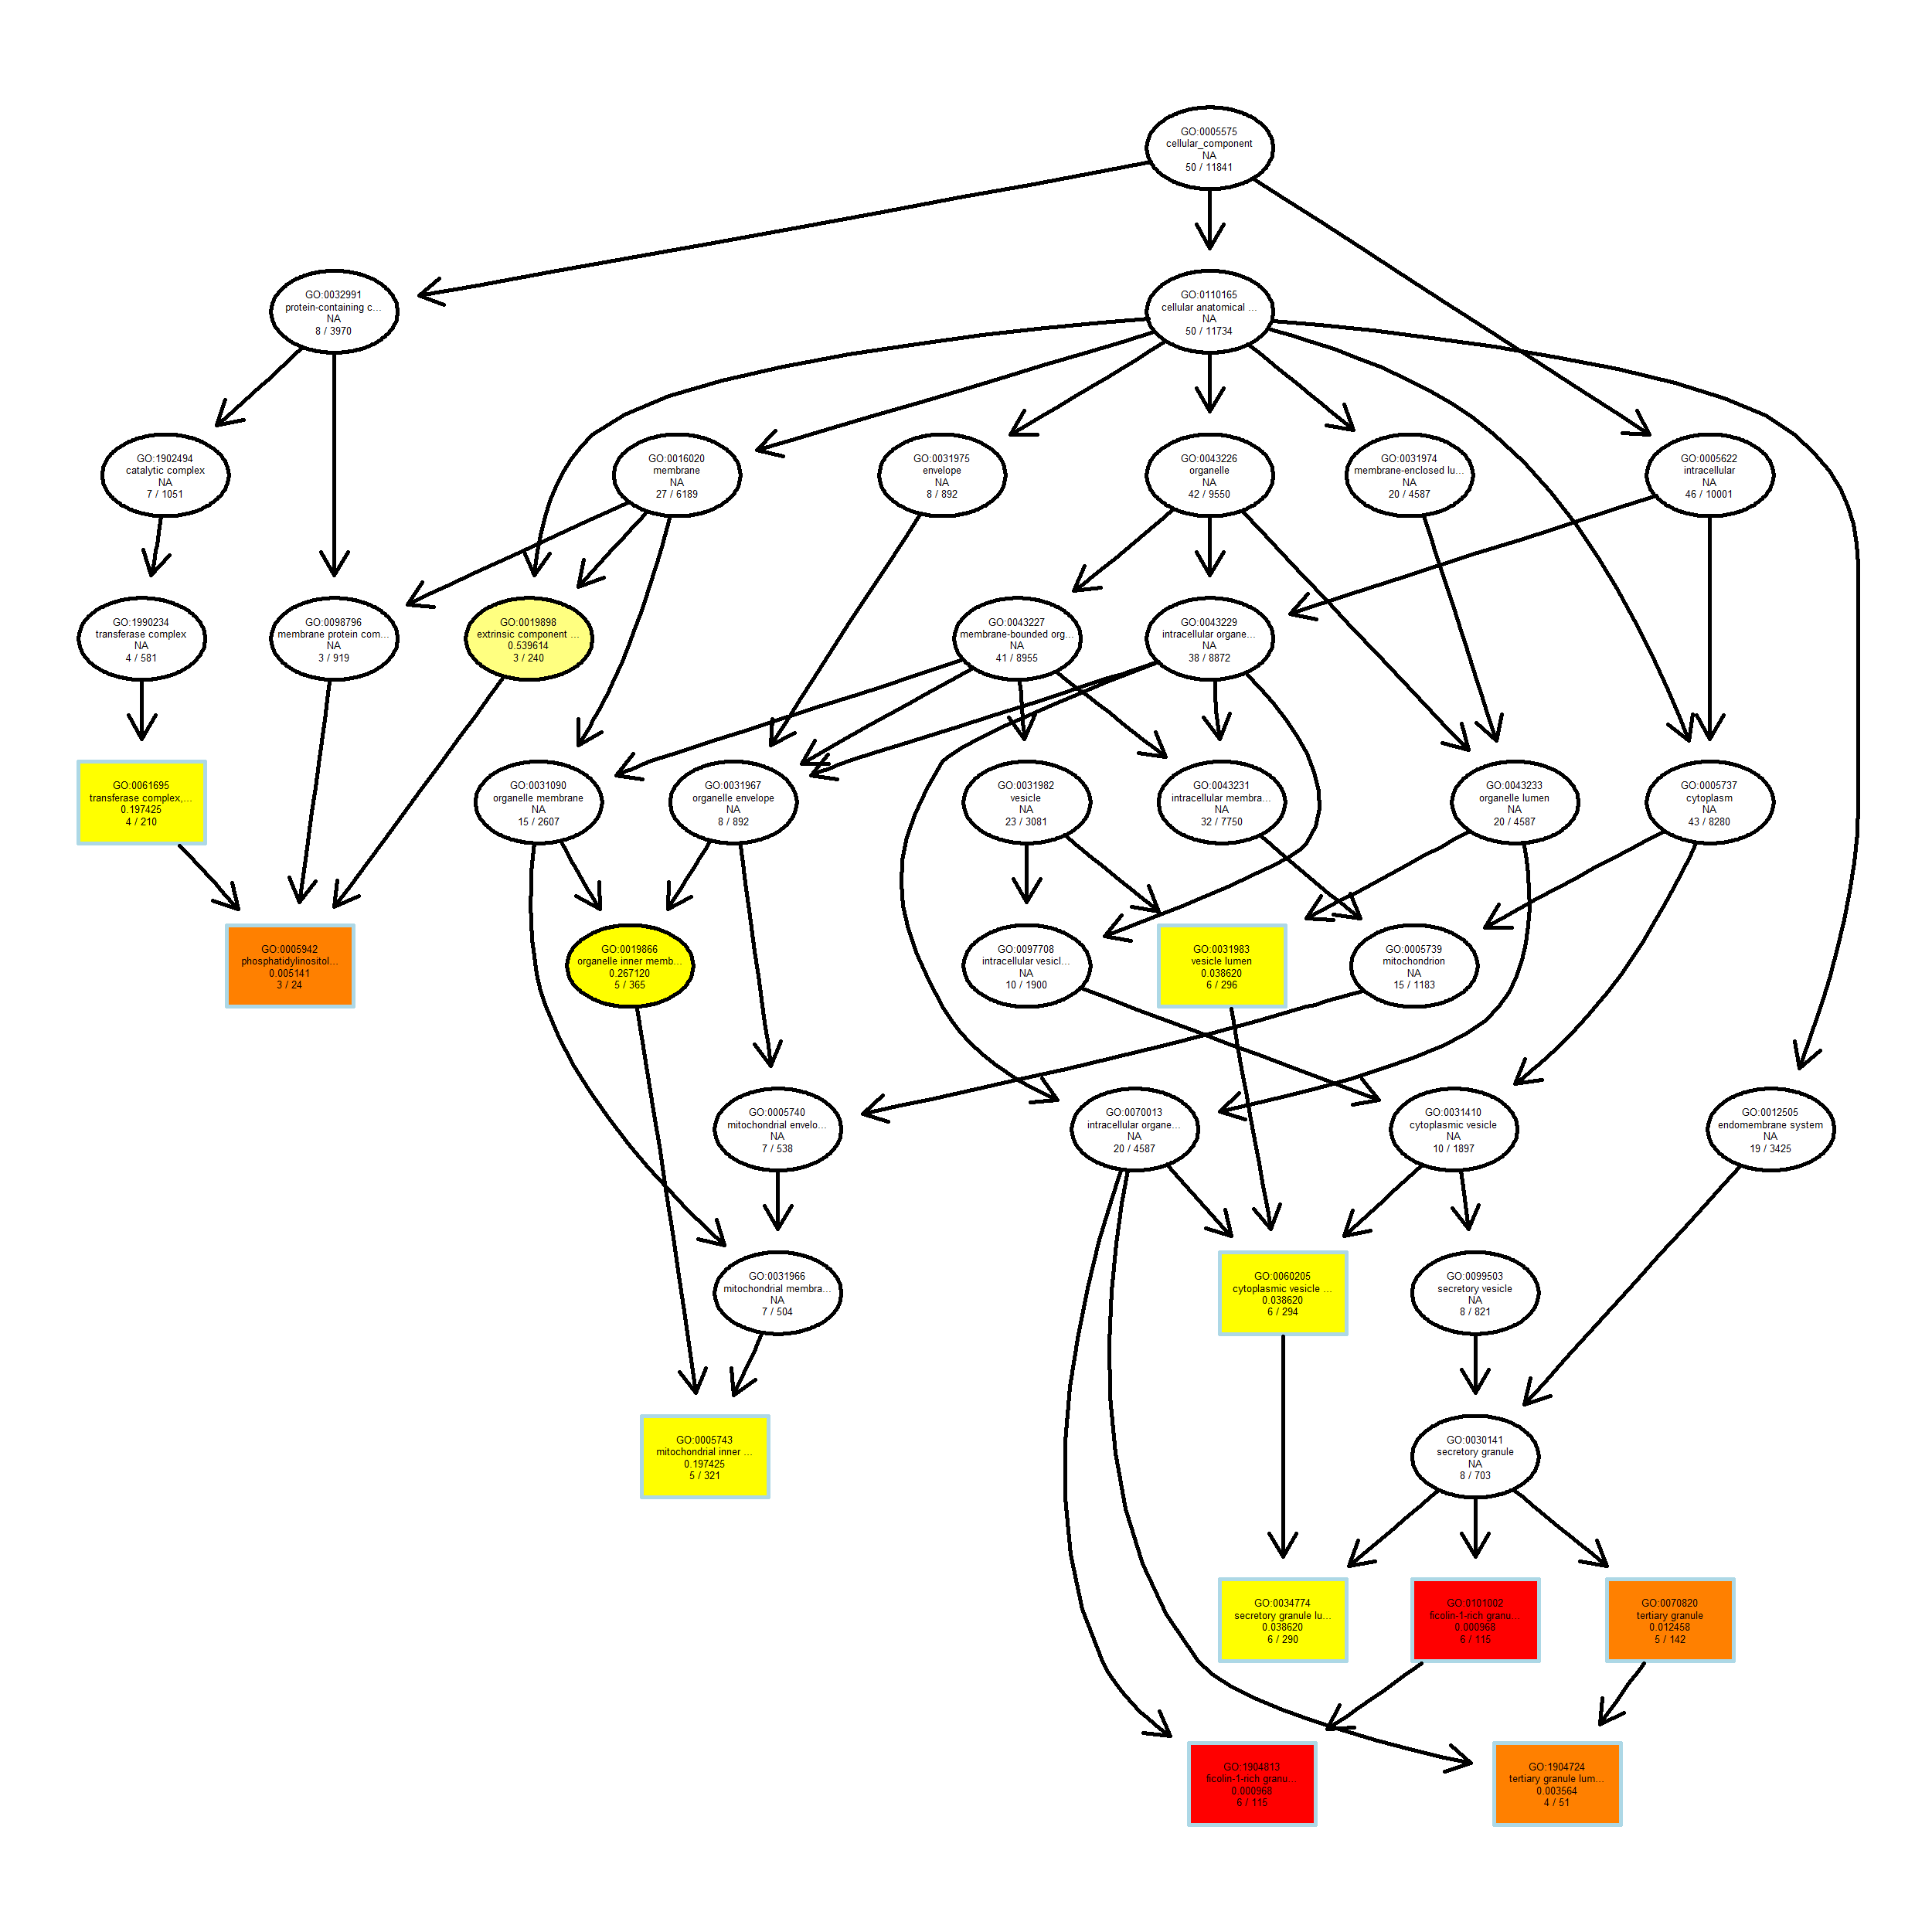 GO:0005575
cellular_component
NA
50 / 11841
GO:0032991
protein-containing c...
NA
8 / 3970
GO:0110165
cellular anatomical ...
NA
50 / 11734
GO:1902494
catalytic complex
NA
7 / 1051
GO:0016020
membrane
NA
27 / 6189
GO:0031975
envelope
NA
8 / 892
GO:0043226
organelle
NA
42 / 9550
GO:0031974
membrane-enclosed lu...
NA
20 / 4587
GO:0005622
intracellular
NA
46 / 10001
GO:1990234
transferase complex
NA
4 / 581
GO:0098796
membrane protein com...
NA
3 / 919
GO:0019898
extrinsic component ...
0.539614
3 / 240
GO:0043227
membrane-bounded org...
NA
41 / 8955
GO:0043229
intracellular organe...
NA
38 / 8872
GO:0061695
transferase complex,...
0.197425
4 / 210
GO:0031090
organelle membrane
NA
15 / 2607
GO:0031967
organelle envelope
NA
8 / 892
GO:0031982
vesicle
NA
23 / 3081
GO:0043231
intracellular membra...
NA
32 / 7750
GO:0043233
organelle lumen
NA
20 / 4587
GO:0005737
cytoplasm
NA
43 / 8280
GO:0005942
phosphatidylinositol...
0.005141
3 / 24
GO:0019866
organelle inner memb...
0.267120
5 / 365
GO:0097708
intracellular vesicl...
NA
10 / 1900
GO:0031983
vesicle lumen
0.038620
6 / 296
GO:0005739
mitochondrion
NA
15 / 1183
GO:0005740
mitochondrial envelo...
NA
7 / 538
GO:0070013
intracellular organe...
NA
20 / 4587
GO:0031410
cytoplasmic vesicle
NA
10 / 1897
GO:0012505
endomembrane system
NA
19 / 3425
GO:0031966
mitochondrial membra...
NA
7 / 504
GO:0060205
cytoplasmic vesicle ...
0.038620
6 / 294
GO:0099503
secretory vesicle
NA
8 / 821
GO:0005743
mitochondrial inner ...
0.197425
5 / 321
GO:0030141
secretory granule
NA
8 / 703
GO:0034774
secretory granule lu...
0.038620
6 / 290
GO:0101002
ficolin-1-rich granu...
0.000968
6 / 115
GO:0070820
tertiary granule
0.012458
5 / 142
GO:1904813
ficolin-1-rich granu...
0.000968
6 / 115
GO:1904724
tertiary granule lum...
0.003564
4 / 51